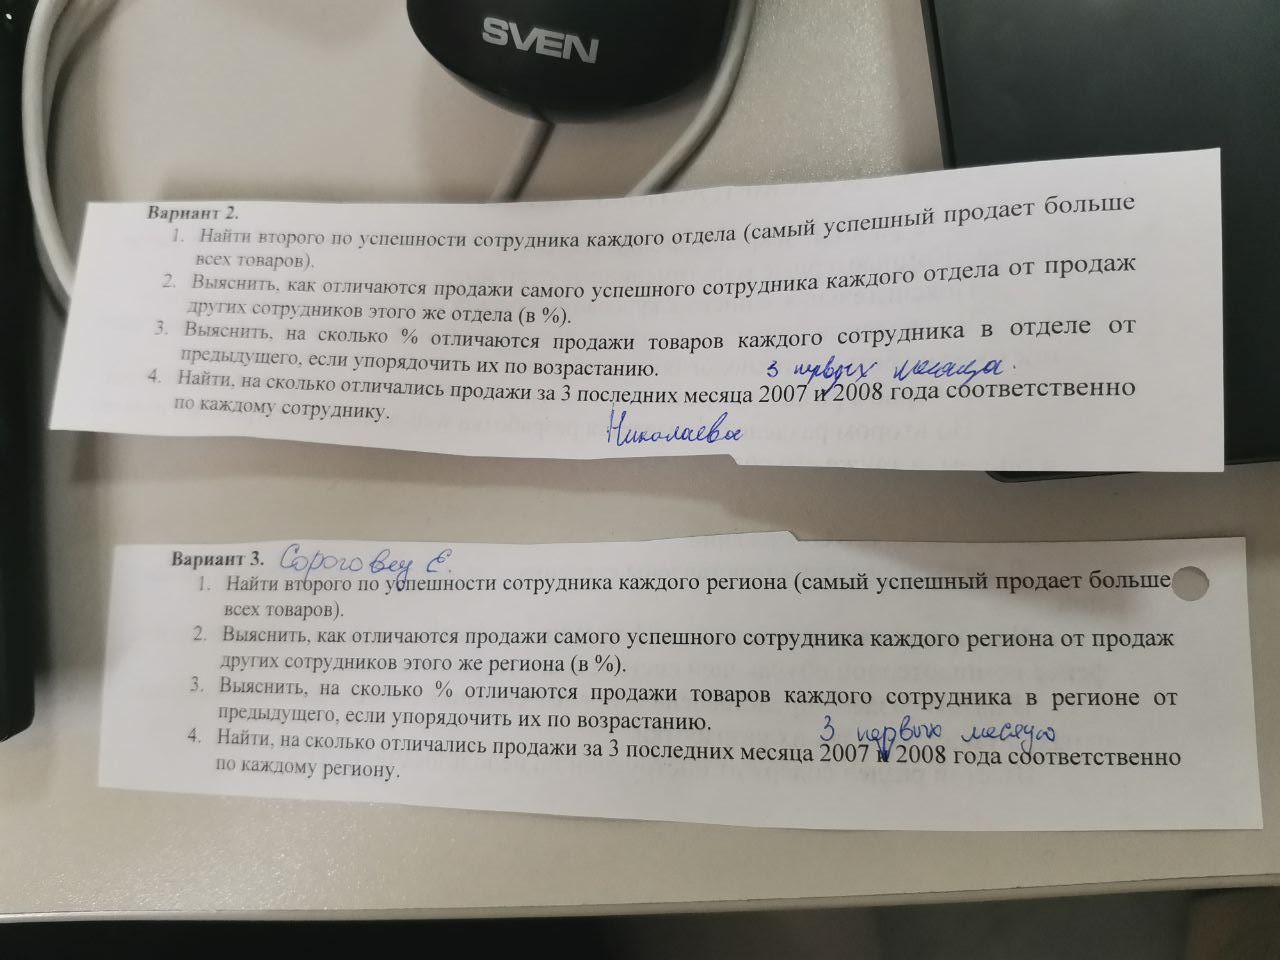 SVEN
Вариант 2.
1. Найти второго по успешности сотрудника каждого отдела (самый успешный продает больше
всех товаров).
2. Выяснить, как отличаются продажи самого успешного сотрудника каждого отдела от продаж
других сотрудников этого же отдела (в %).
3. Выяснить, на сколько % отличаются продажи товаров каждого сотрудника в отделе от
предыдущего, если упорядочить их по возрастанию.
3 первых месяца.
4. Найти, на сколько отличались продажи за 3 последних месяца 2007 и 2008 года соответственно
по каждому сотруднику.
Николаева
Вариант 3. Сороговец Е.
1. Найти второго по успешности сотрудника каждого региона (самый успешный продает больше
всех товаров).
2. Выяснить, как отличаются продажи самого успешного сотрудника каждого региона от продаж
других сотрудников этого же региона (в %).
3. Выяснить, на сколько % отличаются продажи товаров каждого сотрудника в регионе от
предыдущего, если упорядочить их по возрастанию.
3 первых месяца
4. Найти, на сколько отличались продажи за 3 последних месяца 2007 и 2008 года соответственно
по каждому региону.